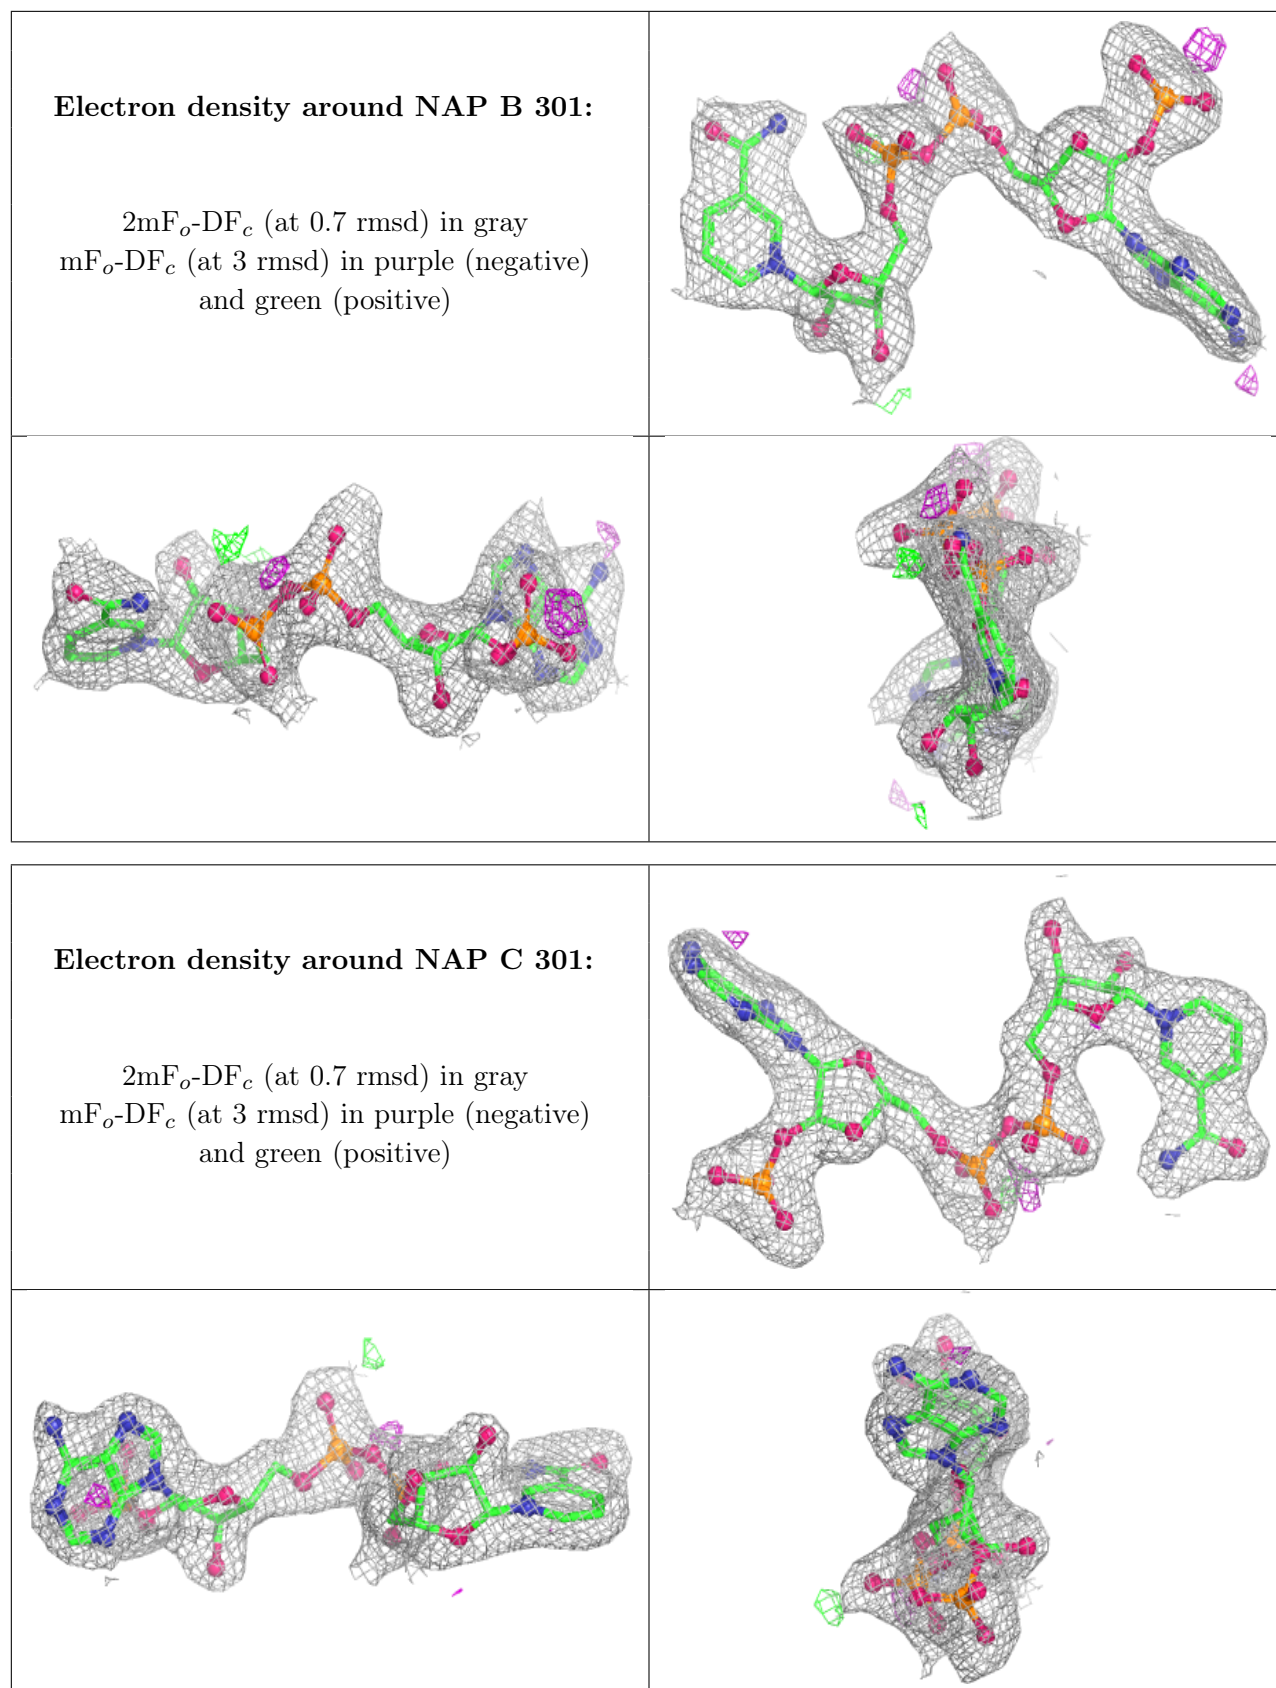 Electron density around NAP B 301:
2mFo-DFc (at 0.7 rmsd) in gray
mFo-DFc (at 3 rmsd) in purple (negative)
and green (positive)
Electron density around NAP C 301:
2mFo-DFc (at 0.7 rmsd) in gray
mFo-DFc (at 3 rmsd) in purple (negative)
and green (positive)